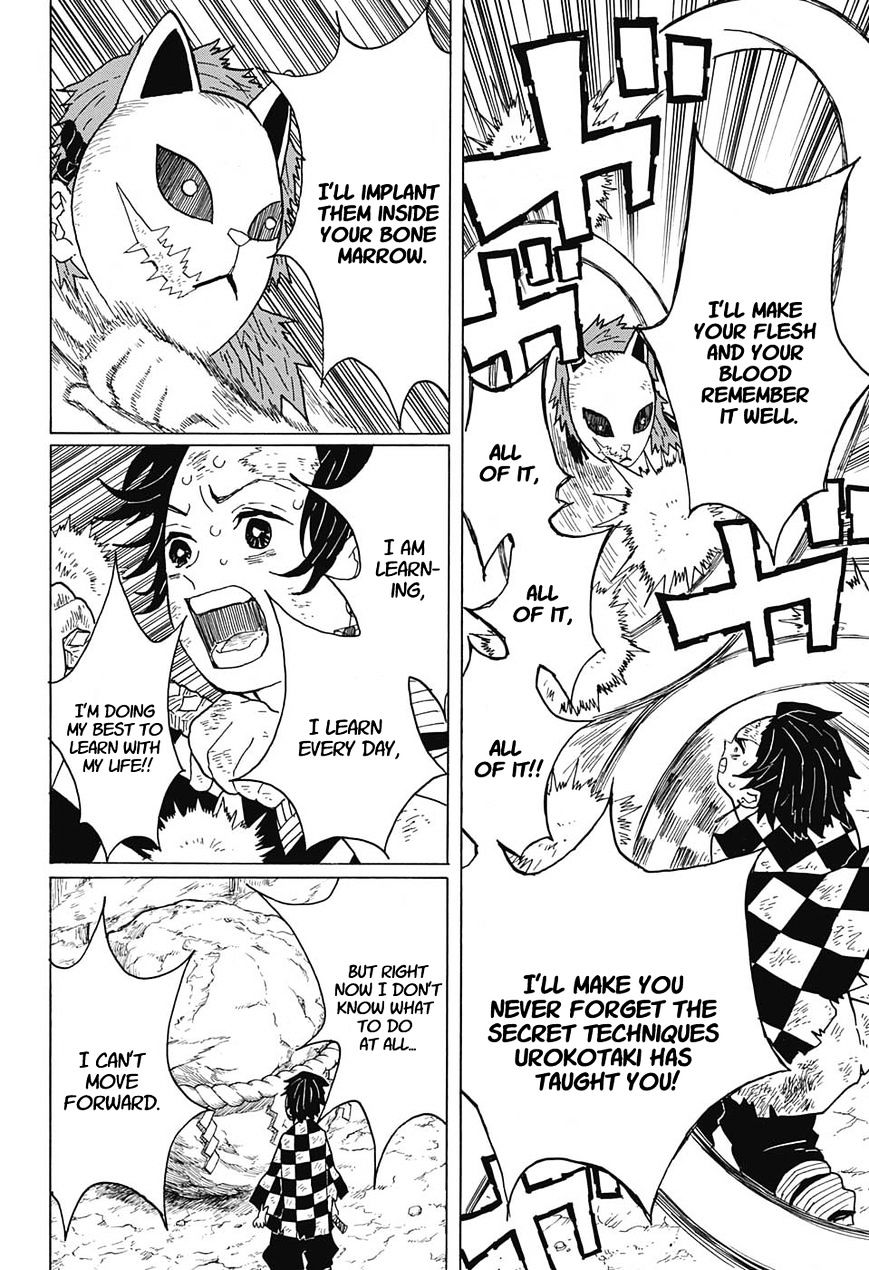 I'LL MAKE
YOUR FLESH
AND YOUR
BLOOD
REMEMBER
IT WELL.
ガ
ガ
ガ
ALL
OF IT,
ALL
OF IT,
ALL
OF IT!!
I'LL MAKE YOU
NEVER FORGET THE
SECRET TECHNIQUES
UROKOTAKI HAS
TAUGHT YOU!
I'LL IMPLANT
THEM INSIDE
YOUR BONE
MARROW.
I AM
LEARN-
ING,
I LEARN
EVERY DAY,
I'M DOING
MY BEST TO
LEARN WITH
MY LIFE!!
BUT RIGHT
NOW I DON'T
KNOW WHAT
TO DO
AT ALL...
I CAN'T
MOVE
FORWARD.